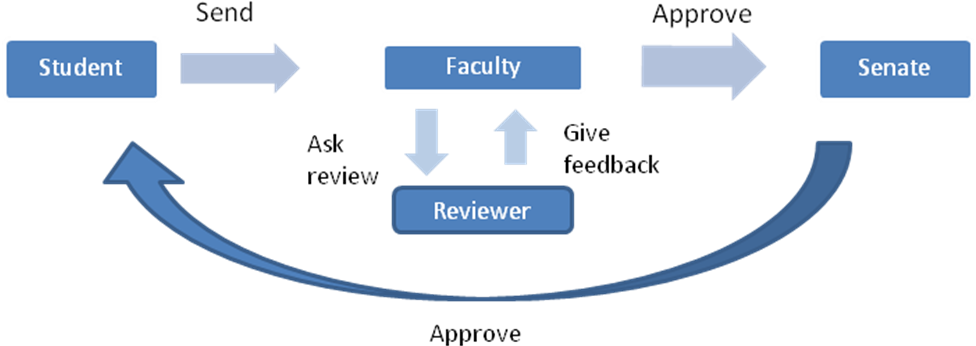 Send
Approve
Student
Faculty
Senate
Ask
review
Give
feedback
Reviewer
Approve